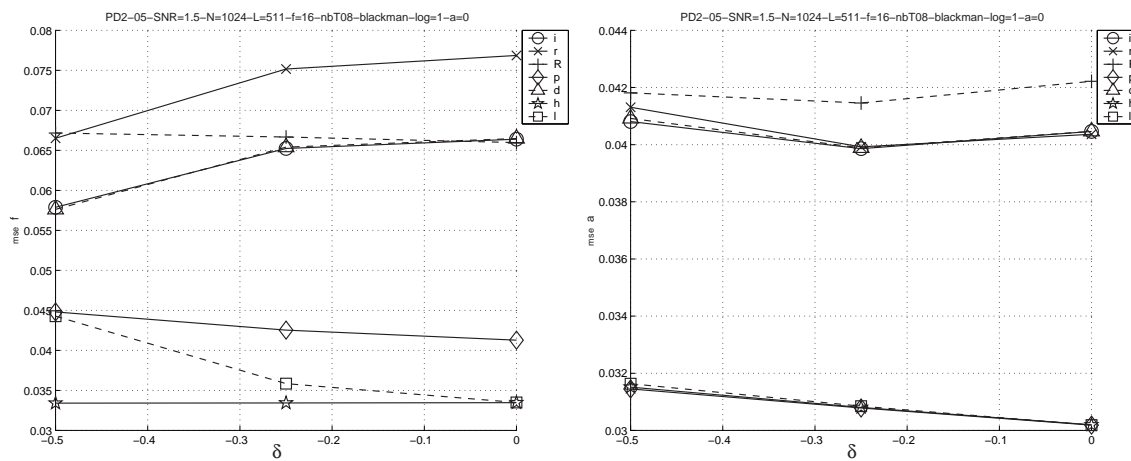 PD2−05−SNR=1.5−N=1024−L=511−f=16−nbT08−blackman−log=1−a=0
0.08
0.075
0.07
0.065
0.06
0.055
0.05
0.045
0.04
0.035
0.03
mse f
−0.5
−0.4
−0.3
−0.2
−0.1
0
δ
i
r
R
p
d
h
l
PD2−05−SNR=1.5−N=1024−L=511−f=16−nbT08−blackman−log=1−a=0
0.044
0.042
0.04
0.038
0.036
0.034
0.032
0.03
mse a
−0.5
−0.4
−0.3
−0.2
−0.1
0
δ
i